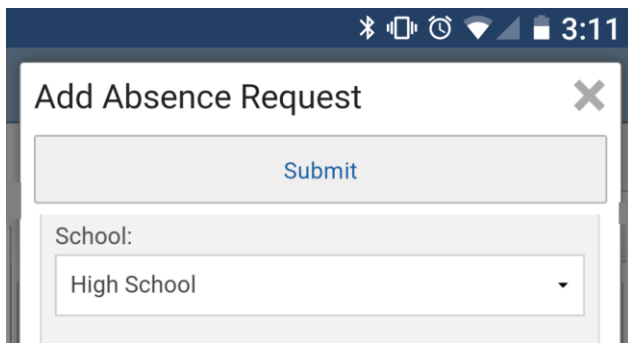 3:11
Add Absence Request
Submit
School:
High School